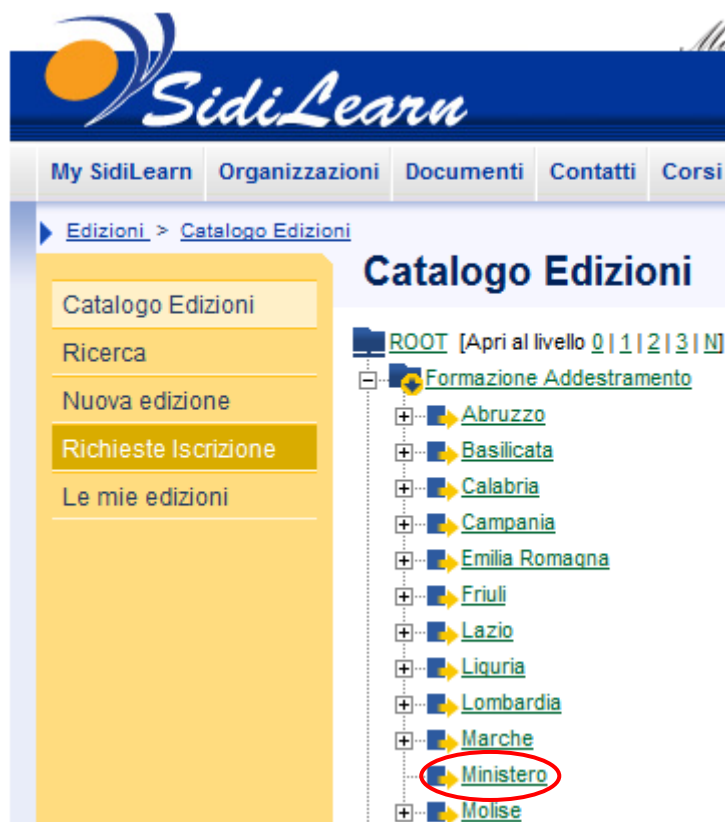 SidiLearn
My SidiLearn Organizzazioni Documenti Contatti Corsi
Edizioni > Catalogo Edizioni
Catalogo Edizioni
Catalogo Edizioni
Ricerca
Nuova edizione
Richieste Iscrizione
Le mie edizioni
ROOT [Apri al livello 0 | 1 | 2 | 3 | N]
Formazione Addestramento
Abruzzo
Basilicata
Calabria
Campania
Emilia Romagna
Friuli
Lazio
Liguria
Lombardia
Marche
Ministero
Molise